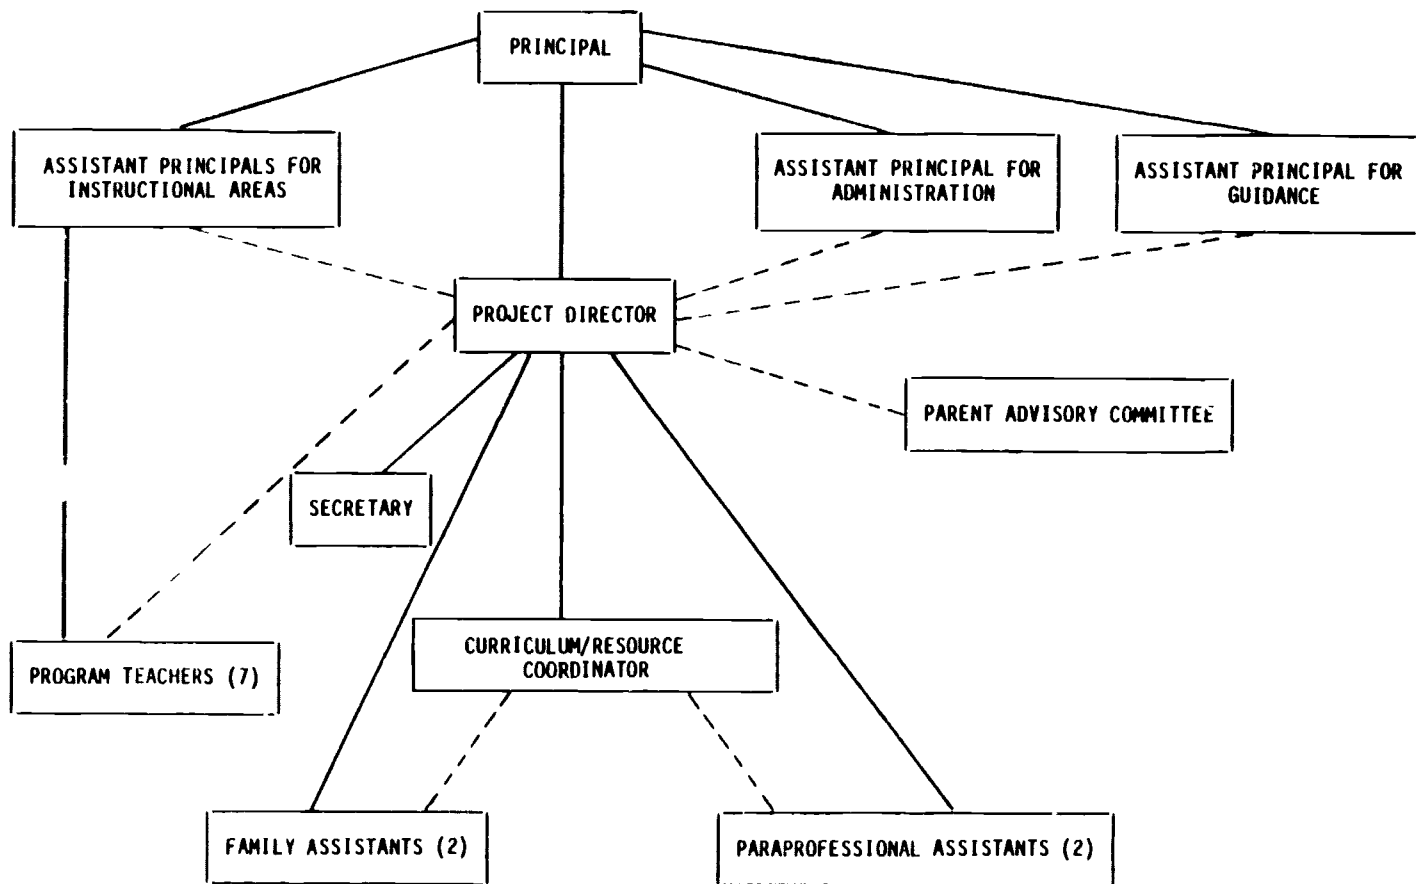 PRINCIPAL
ASSISTANT PRINCIPALS FOR
INSTRUCTIONAL AREAS
ASSISTANT PRINCIPAL FOR
ADMINISTRATION
ASSISTANT PRINCIPAL FOR
GUIDANCE
PROJECT DIRECTOR
PARENT ADVISORY COMMITTEE
SECRETARY
CURRICULUM/RESOURCE
COORDINATOR
PROGRAM TEACHERS (7)
FAMILY ASSISTANTS (2)
PARAPROFESSIONAL ASSISTANTS (2)